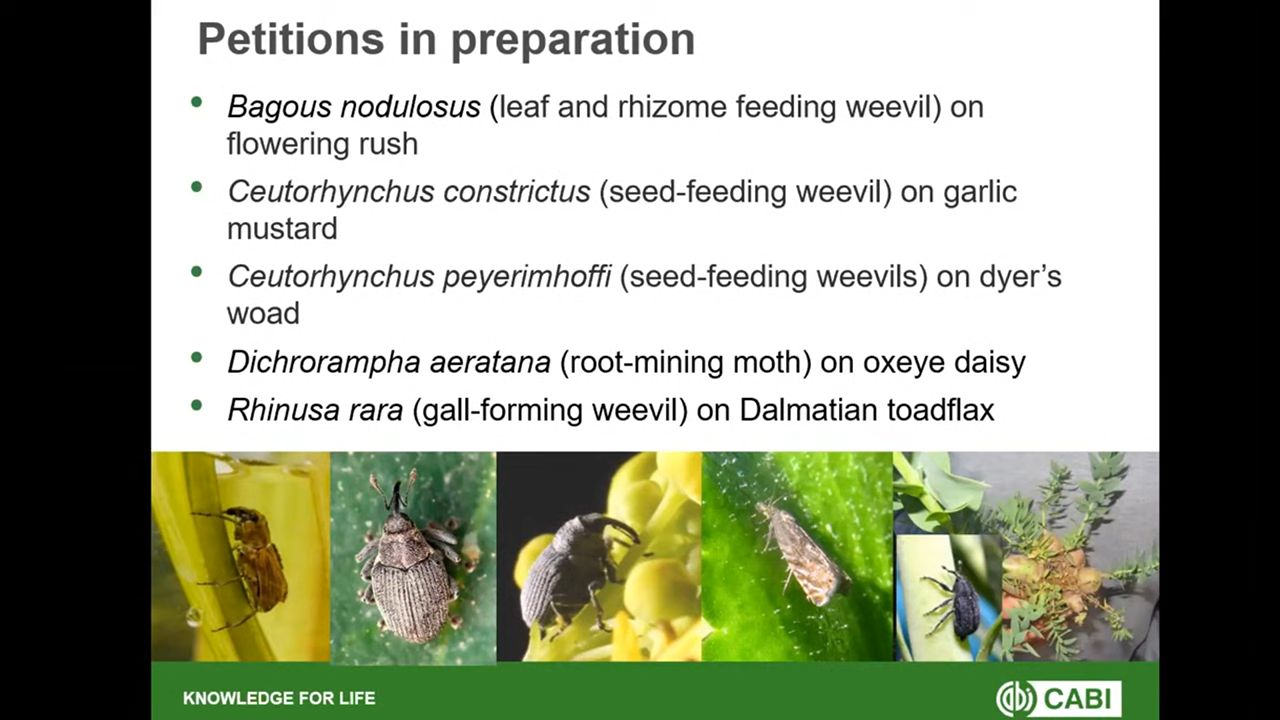 Petitions in preparation
• Bagous nodulosus (leaf and rhizome feeding weevil) on
flowering rush
• Ceutorhynchus constrictus (seed-feeding weevil) on garlic
mustard
• Ceutorhynchus peyerimhoffi (seed-feeding weevils) on dyer’s
woad
• Dichrorampha aeratana (root-mining moth) on oxeye daisy
• Rhinusa rara (gall-forming weevil) on Dalmatian toadflax
KNOWLEDGE FOR LIFE
cabi CABI